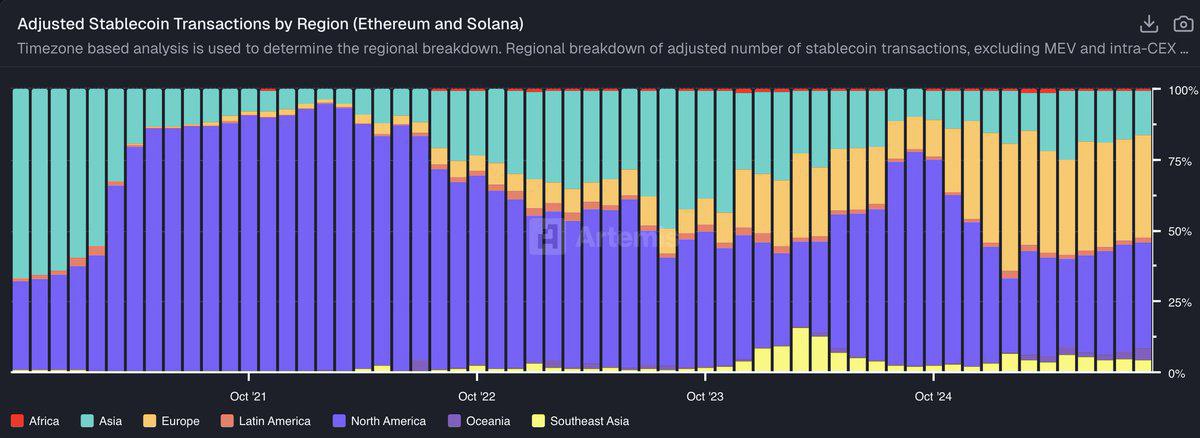 Adjusted Stablecoin Transactions by Region (Ethereum and Solana)
Timezone based analysis is used to determine the regional breakdown. Regional breakdown of adjusted number of stablecoin transactions, excluding MEV and intra-CEX ...
100%
75%
50%
Artemis
25%
0%
Oct '21 Oct '22 Oct '23 Oct '24
Africa Asia Europe Latin America North America Oceania Southeast Asia